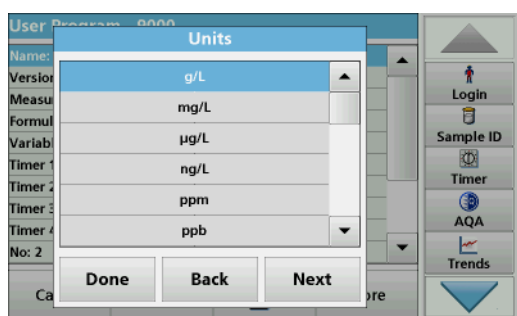 User Program 9000
Units
Name:
g/L
mg/L
µg/L
ng/L
ppm
ppb
Version
Measu
Formul
Variabl
Timer 1
Timer 2
Timer 3
Timer 4
No: 2
Done
Back
Next
Ca
ore
Login
Sample ID
Timer
AQA
Trends